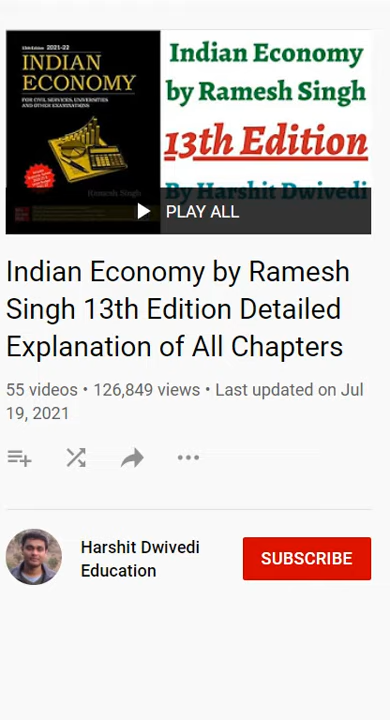 13th Edition 2021-22
INDIAN
ECONOMY
FOR CIVIL SERVICES, UNIVERSITIES
AND OTHER EXAMINATIONS
Ramesh Singh
Indian Economy
by Ramesh Singh
13th Edition
By Harshit Dwivedi
PLAY ALL
Indian Economy by Ramesh
Singh 13th Edition Detailed
Explanation of All Chapters
55 videos • 126,849 views • Last updated on Jul
19, 2021
Harshit Dwivedi
Education
SUBSCRIBE